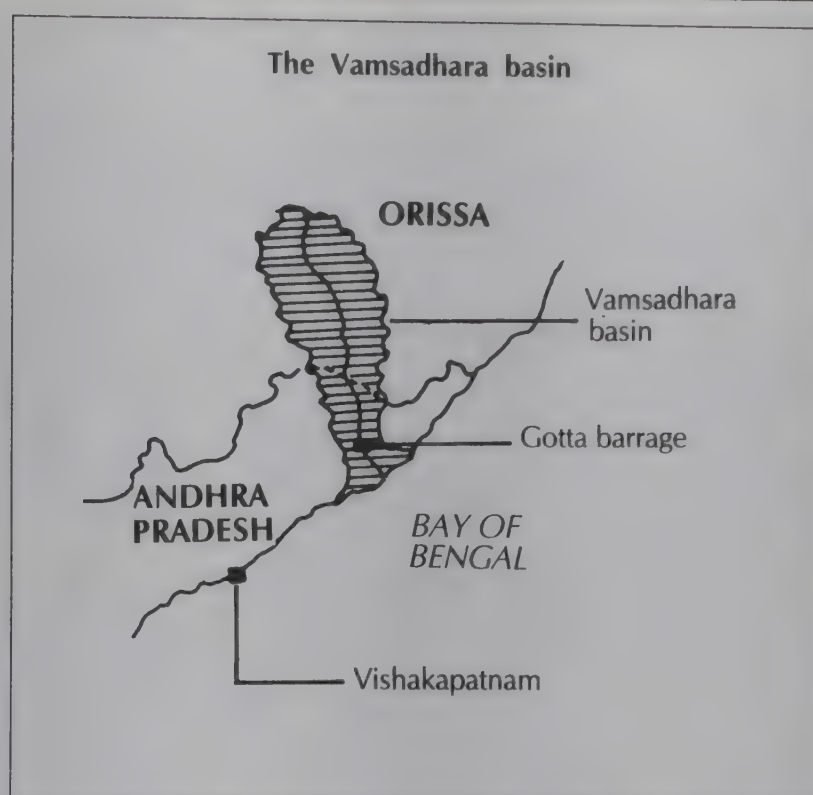 The Vamsadhara basin
ORISSA
Vamsadhara
basin
Gotta barrage
ANDHRA
PRADESH
BAY OF
BENGAL
Vishakapatnam